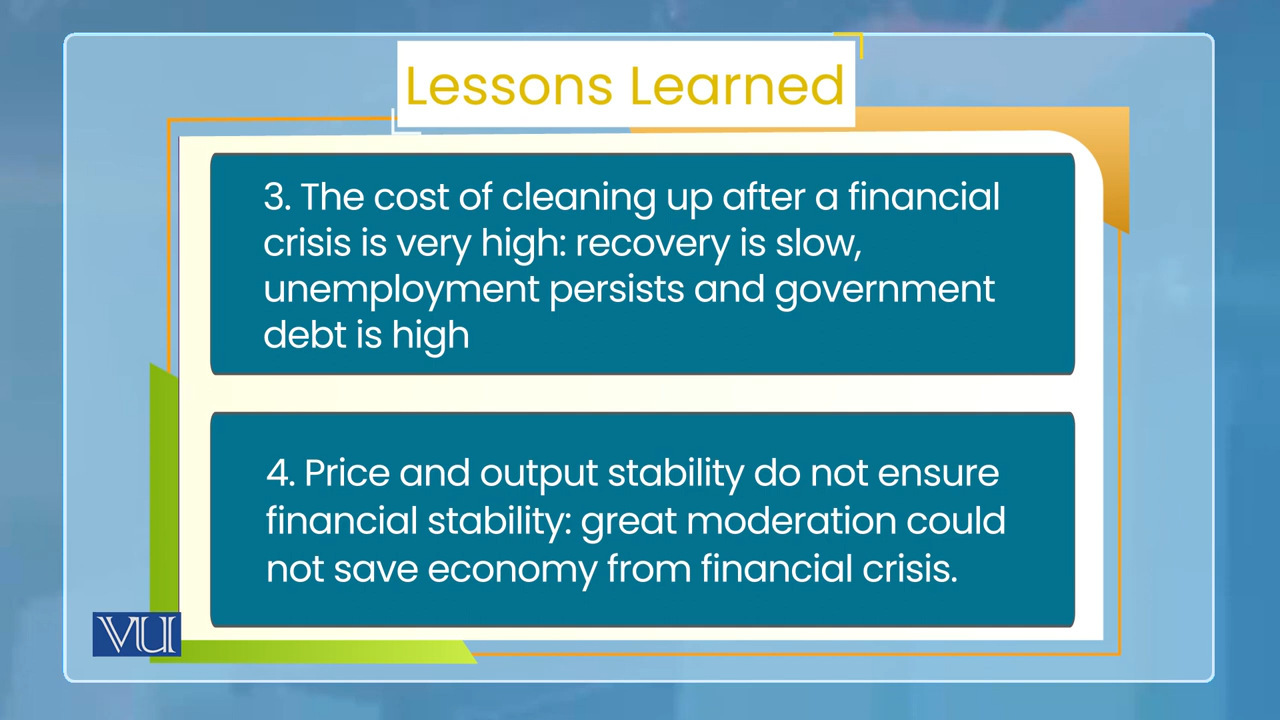 Lessons Learned
3. The cost of cleaning up after a financial
crisis is very high: recovery is slow,
unemployment persists and government
debt is high
4. Price and output stability do not ensure
financial stability: great moderation could
not save economy from financial crisis.
VU